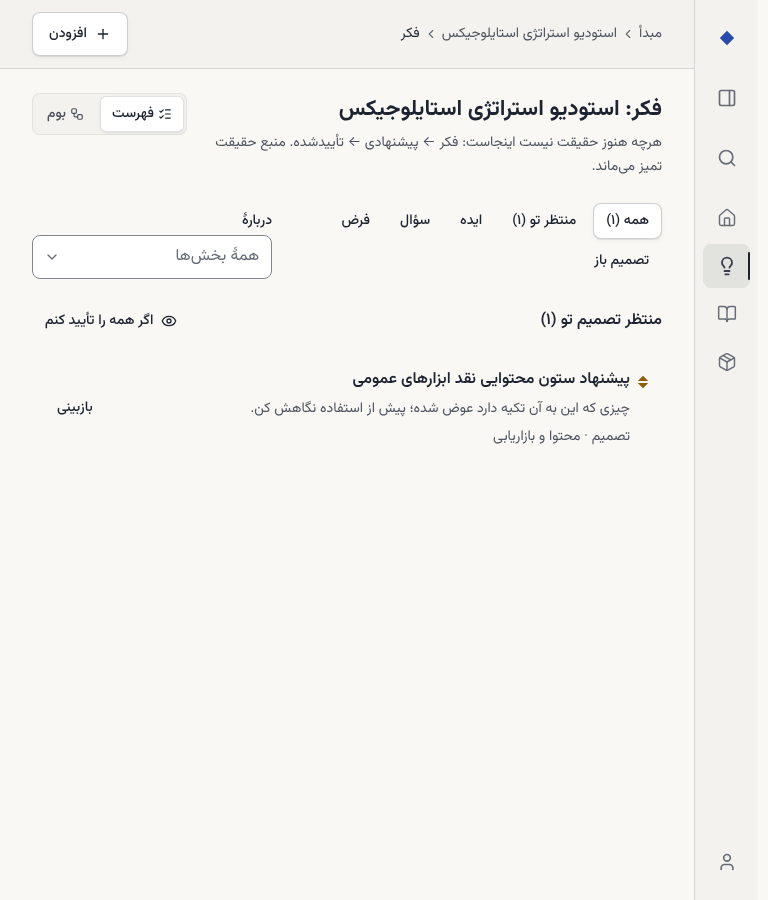 مبدأ › استودیو استراتژی استایلوجیکس › فکر
افزودن
فکر: استودیو استراتژی استایلوجیکس
هرچه هنوز حقیقت نیست اینجاست: فکر ← پیشنهادی ← تأییدشده. منبع حقیقت
تمیز می‌ماند.
فهرست
بوم
همه (۱)
منتظر تو (۱)
ایده
سؤال
فرض
تصمیم باز
دربارهٔ
همهٔ بخش‌ها
منتظر تصمیم تو (۱)
اگر همه را تأیید کنم
پیشنهاد ستون محتوایی نقد ابزارهای عمومی
چیزی که این به آن تکیه دارد عوض شده؛ پیش از استفاده نگاهش کن.
تصمیم · محتوا و بازاریابی
بازبینی